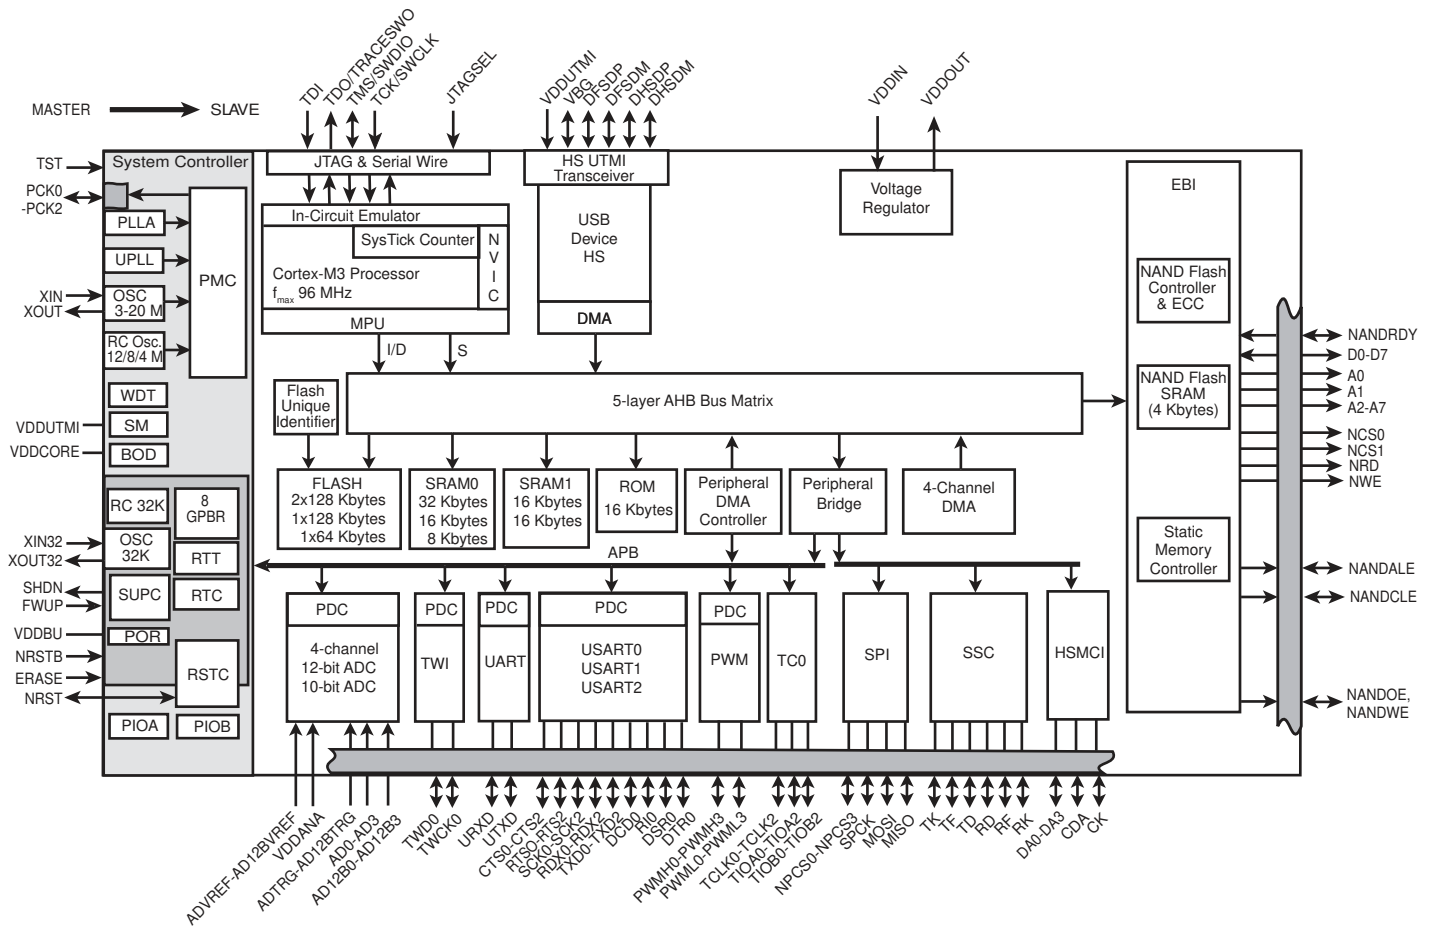 MASTER
SLAVE
TDI
TDO/TRACESWO
TMS/SWDIO
TCK/SWCLK
JTAGSEL
VDDUTMI
VBG
DFSDP
DFSDM
DHSDP
DHSDM
VDDIN
VDDOUT
TST
PCK0
-PCK2
XIN
XOUT
VDDUTMI
VDDCORE
XIN32
XOUT32
SHDN
FWUP
VDDBU
NRSTB
ERASE
NRST
System Controller
PLLA
UPLL
OSC
3-20 M
RC Osc.
12/8/4 M
PMC
WDT
SM
BOD
RC 32K
8
GPBR
OSC
32K
RTT
SUPC
RTC
POR
RSTC
PIOA
PIOB
JTAG & Serial Wire
In-Circuit Emulator
SysTick Counter
N
V
I
C
Cortex-M3 Processor
fmax 96 MHz
MPU
I/D
S
HS UTMI
Transceiver
USB
Device
HS
DMA
Voltage
Regulator
EBI
NAND Flash
Controller
& ECC
NAND Flash
SRAM
(4 Kbytes)
Static
Memory
Controller
NANDRDY
D0-D7
A0
A1
A2-A7
NCS0
NCS1
NRD
NWE
NANDALE
NANDCLE
NANDOE,
NANDWE
Flash
Unique
Identifier
5-layer AHB Bus Matrix
FLASH
2x128 Kbytes
1x128 Kbytes
1x64 Kbytes
SRAM0
32 Kbytes
16 Kbytes
8 Kbytes
SRAM1
16 Kbytes
16 Kbytes
ROM
16 Kbytes
Peripheral
DMA
Controller
Peripheral
Bridge
4-Channel
DMA
APB
PDC
4-channel
12-bit ADC
10-bit ADC
PDC
TWI
PDC
UART
PDC
USART0
USART1
USART2
PDC
PWM
TC0
SPI
SSC
HSMCI
ADVREF-AD12BVREF
VDDANA
ADTRG-AD12BTRG
AD0-AD3
AD12B0-AD12B3
TWD0
TWCK0
URXD
UTXD
CTS0-CTS2
RTS0-RTS2
SCK0-SCK2
RDX0-RDX2
TXD0-TXD2
DCD0
RI0
DSR0
DTR0
PWMH0-PWMH3
PWML0-PWML3
TCLK0-TCLK2
TIOA0-TIOA2
TIOB0-TIOB2
NPCS0-NPCS3
SPCK
MOSI
MISO
TK
TF
TD
RD
RF
RK
DA0-DA3
CDA
CK